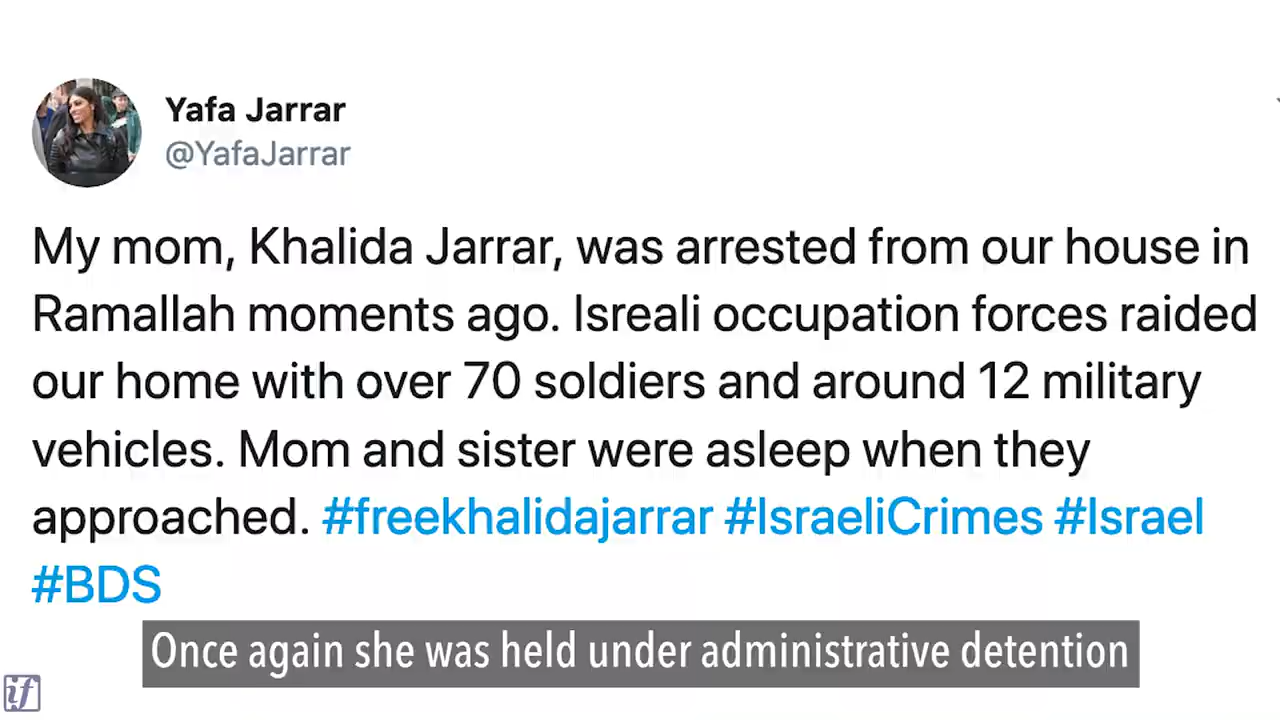 Yafa Jarrar
@YafaJarrar
My mom, Khalida Jarrar, was arrested from our house in
Ramallah moments ago. Isreali occupation forces raided
our home with over 70 soldiers and around 12 military
vehicles. Mom and sister were asleep when they
approached. #freekhalidajarrar #IsraeliCrimes #Israel
#BDS
Once again she was held under administrative detention
if